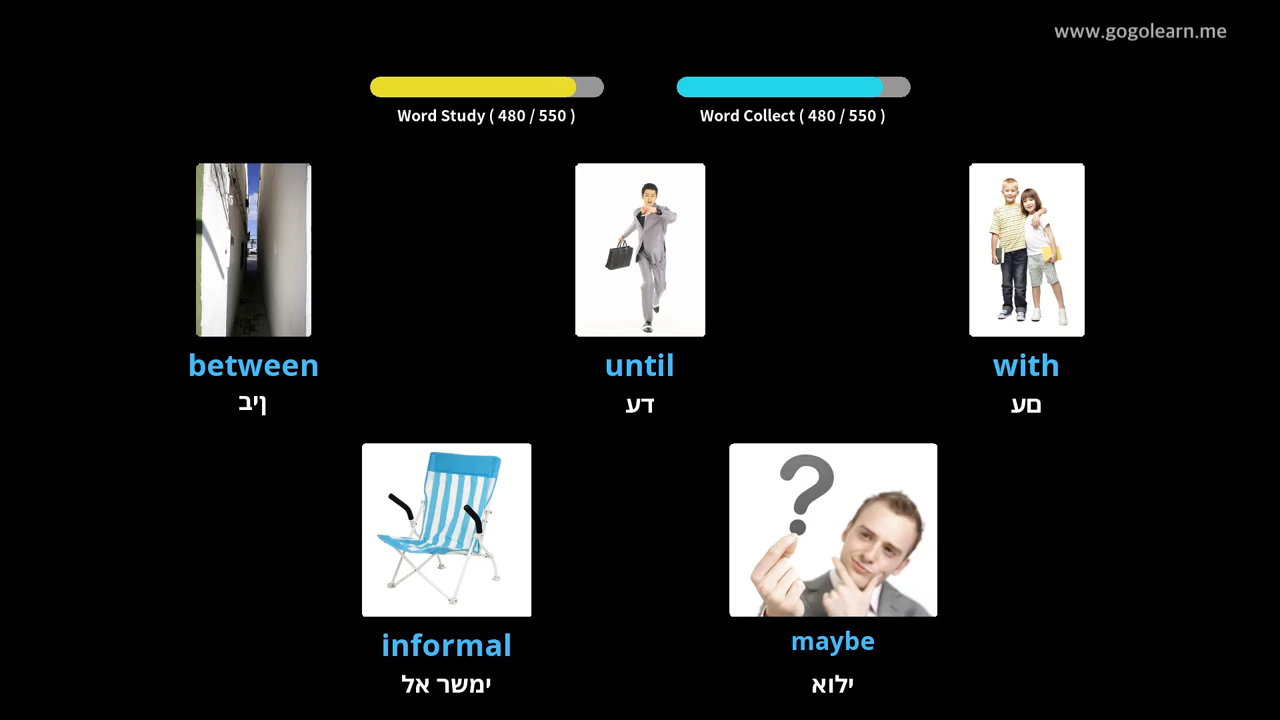 www.gogolearn.me
Word Study ( 480 / 550 )
Word Collect ( 480 / 550 )
between
ןיב
until
דע
with
םע
informal
ימשר אל
maybe
ילוא